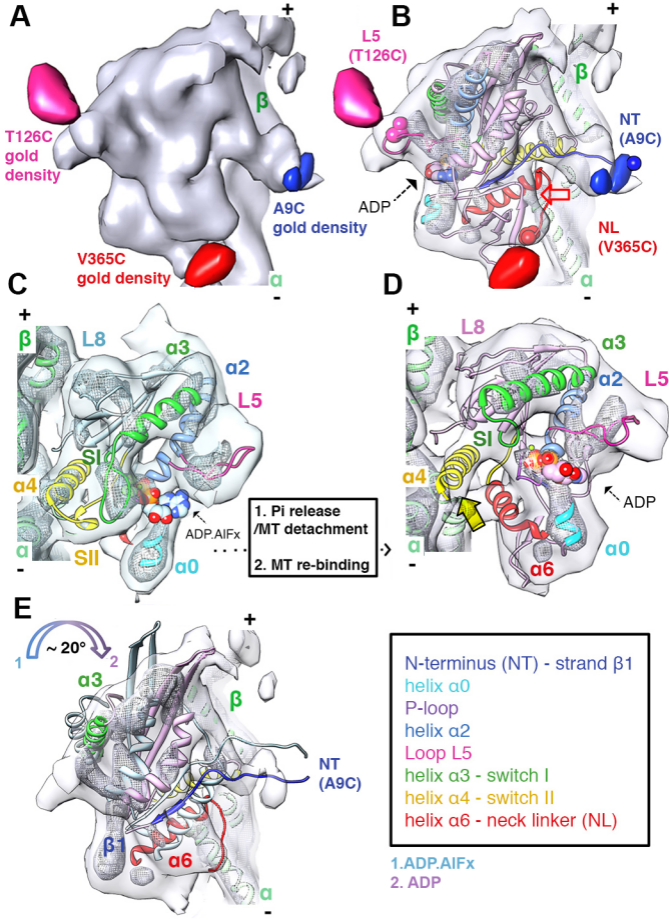 A
+
β
T126C
gold
density
A9C
gold density
V365C
gold density
α
-
B
+
L5
(T126C)
β
NT
(A9C)
ADP
NL
(V365C)
α
-
C
+
β
L8
α3
α2
L5
SI
α4
SII
α
-
ADP.AlFx
α0
1. Pi release
/MT detachment
2. MT re-binding
D
+
β
L8
α3
α2
L5
SI
α4
ADP
α
-
α6
α0
E
1
~ 20°
2
+
α3
β
NT
(A9C)
β1
α6
α
-
N-terminus (NT) - strand β1
helix α0
P-loop
helix α2
Loop L5
helix α3 - switch I
helix α4 - switch II
helix α6 - neck linker (NL)
1.ADP.AlFx
2. ADP